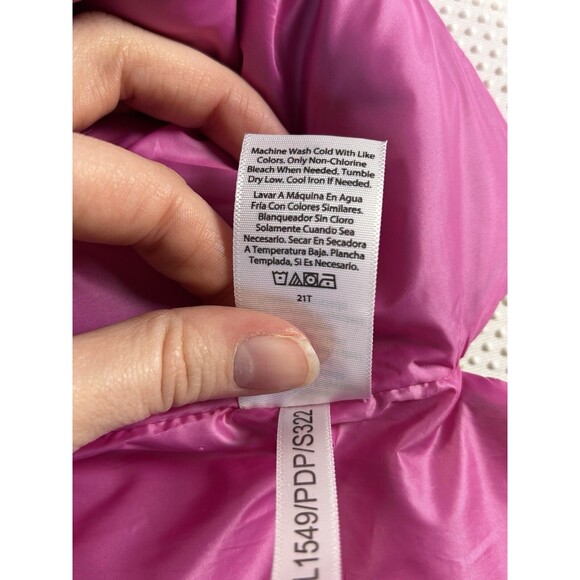 Machine Wash Cold With Like
Colors. Only Non-Chlorine
Bleach When Needed. Tumble
Dry Low. Cool Iron If Needed.
Lavar A Máquina En Agua
Fría Con Colores Similares.
Blanqueador Sin Cloro
Solamente Cuando Sea
Necesario. Secar En Secadora
A Temperatura Baja. Plancha
Templada, Si Es Necesario.
21T
L1549/PDP/S322